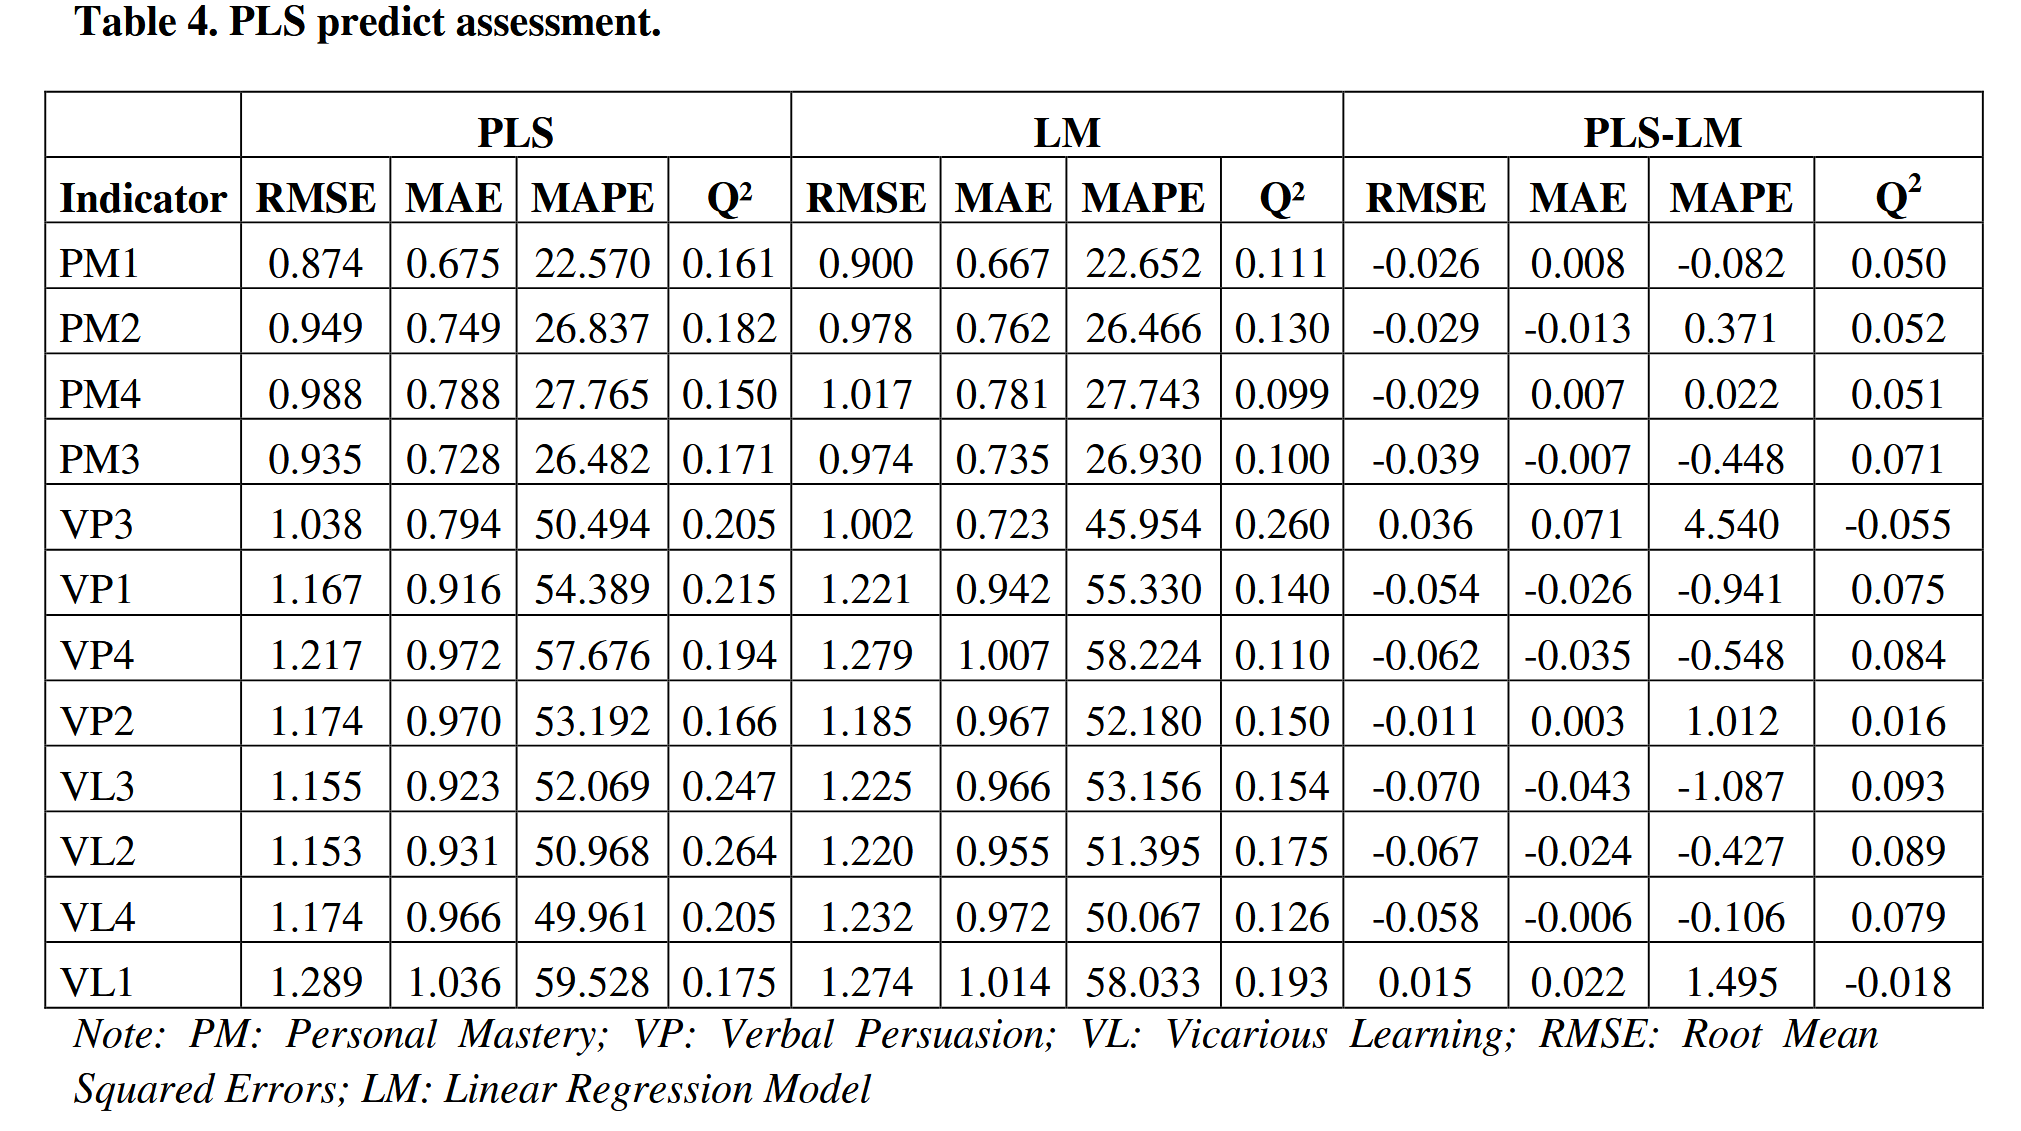 Table 4. PLS predict assessment.
PLS LM PLS-LM
Indicator RMSE MAE MAPE Q² RMSE MAE MAPE Q² RMSE MAE MAPE Q²
PM1 0.874 0.675 22.570 0.161 0.900 0.667 22.652 0.111 -0.026 0.008 -0.082 0.050
PM2 0.949 0.749 26.837 0.182 0.978 0.762 26.466 0.130 -0.029 -0.013 0.371 0.052
PM4 0.988 0.788 27.765 0.150 1.017 0.781 27.743 0.099 -0.029 0.007 0.022 0.051
PM3 0.935 0.728 26.482 0.171 0.974 0.735 26.930 0.100 -0.039 -0.007 -0.448 0.071
VP3 1.038 0.794 50.494 0.205 1.002 0.723 45.954 0.260 0.036 0.071 4.540 -0.055
VP1 1.167 0.916 54.389 0.215 1.221 0.942 55.330 0.140 -0.054 -0.026 -0.941 0.075
VP4 1.217 0.972 57.676 0.194 1.279 1.007 58.224 0.110 -0.062 -0.035 -0.548 0.084
VP2 1.174 0.970 53.192 0.166 1.185 0.967 52.180 0.150 -0.011 0.003 1.012 0.016
VL3 1.155 0.923 52.069 0.247 1.225 0.966 53.156 0.154 -0.070 -0.043 -1.087 0.093
VL2 1.153 0.931 50.968 0.264 1.220 0.955 51.395 0.175 -0.067 -0.024 -0.427 0.089
VL4 1.174 0.966 49.961 0.205 1.232 0.972 50.067 0.126 -0.058 -0.006 -0.106 0.079
VL1 1.289 1.036 59.528 0.175 1.274 1.014 58.033 0.193 0.015 0.022 1.495 -0.018
Note: PM: Personal Mastery; VP: Verbal Persuasion; VL: Vicarious Learning; RMSE: Root Mean
Squared Errors; LM: Linear Regression Model